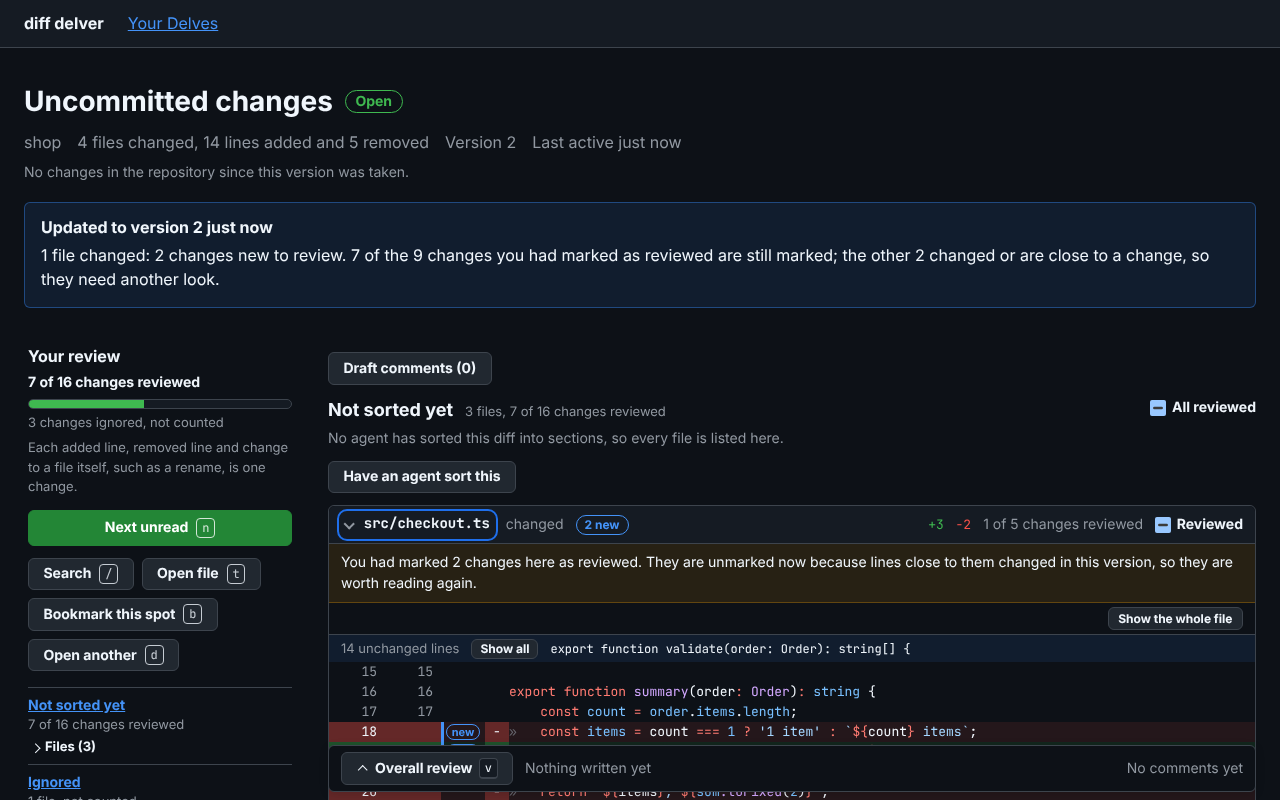 diff delver Your Delves
Uncommitted changes Open
shop 4 files changed, 14 lines added and 5 removed Version 2 Last active just now
No changes in the repository since this version was taken.
Updated to version 2 just now
1 file changed: 2 changes new to review. 7 of the 9 changes you had marked as reviewed are still marked; the other 2 changed or are close to a change, so
they need another look.
Your review
7 of 16 changes reviewed
3 changes ignored, not counted
Each added line, removed line and change
to a file itself, such as a rename, is one
change.
Next unread n
Search / Open file t
Bookmark this spot b
Open another d
Not sorted yet
7 of 16 changes reviewed
Files (3)
Ignored
1 file, not counted
Draft comments (0)
Not sorted yet 3 files, 7 of 16 changes reviewed All reviewed
No agent has sorted this diff into sections, so every file is listed here.
Have an agent sort this
src/checkout.ts changed 2 new +3 -2 1 of 5 changes reviewed Reviewed
You had marked 2 changes here as reviewed. They are unmarked now because lines close to them changed in this version, so they are
worth reading again.
Show the whole file
14 unchanged lines Show all export function validate(order: Order): string[] {
15 15
16 16 export function summary(order: Order): string {
17 17 const count = order.items.length;
18 new - » const items = count === 1 ? '1 item' : `${count} items`;
Overall review v Nothing written yet No comments yet